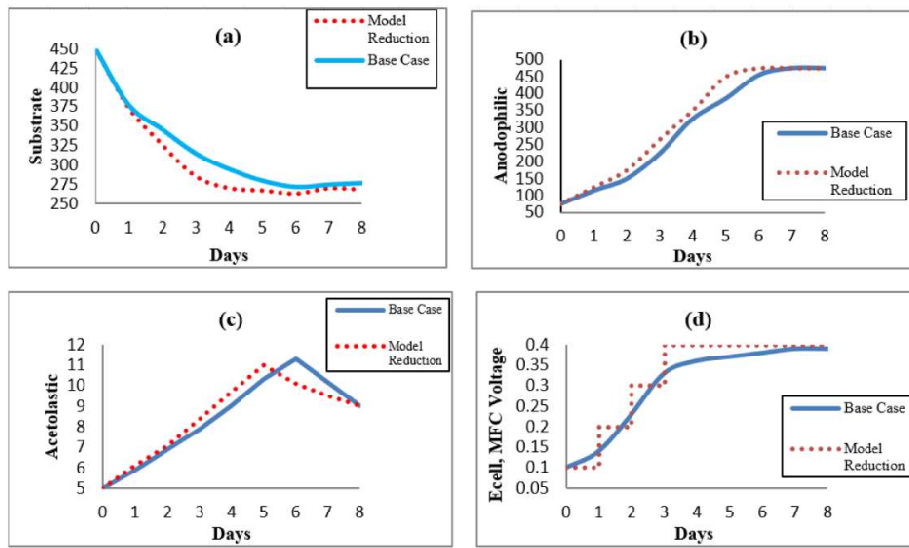 (a)
Model
Reduction
Base Case
Substrate
450
425
400
375
350
325
300
275
250
0 1 2 3 4 5 6 7 8
Days
(b)
Anodophilic
500
450
400
350
300
250
200
150
100
50
Base Case
Model
Reduction
0 1 2 3 4 5 6 7 8
Days
(c)
Base Case
Model
Reduction
Acetolastic
12
11
10
9
8
7
6
5
0 1 2 3 4 5 6 7 8
Days
(d)
Ecell, MFC Voltage
0.4
0.35
0.3
0.25
0.2
0.15
0.1
0.05
Base Case
Model
Reduction
0 1 2 3 4 5 6 7 8
Days